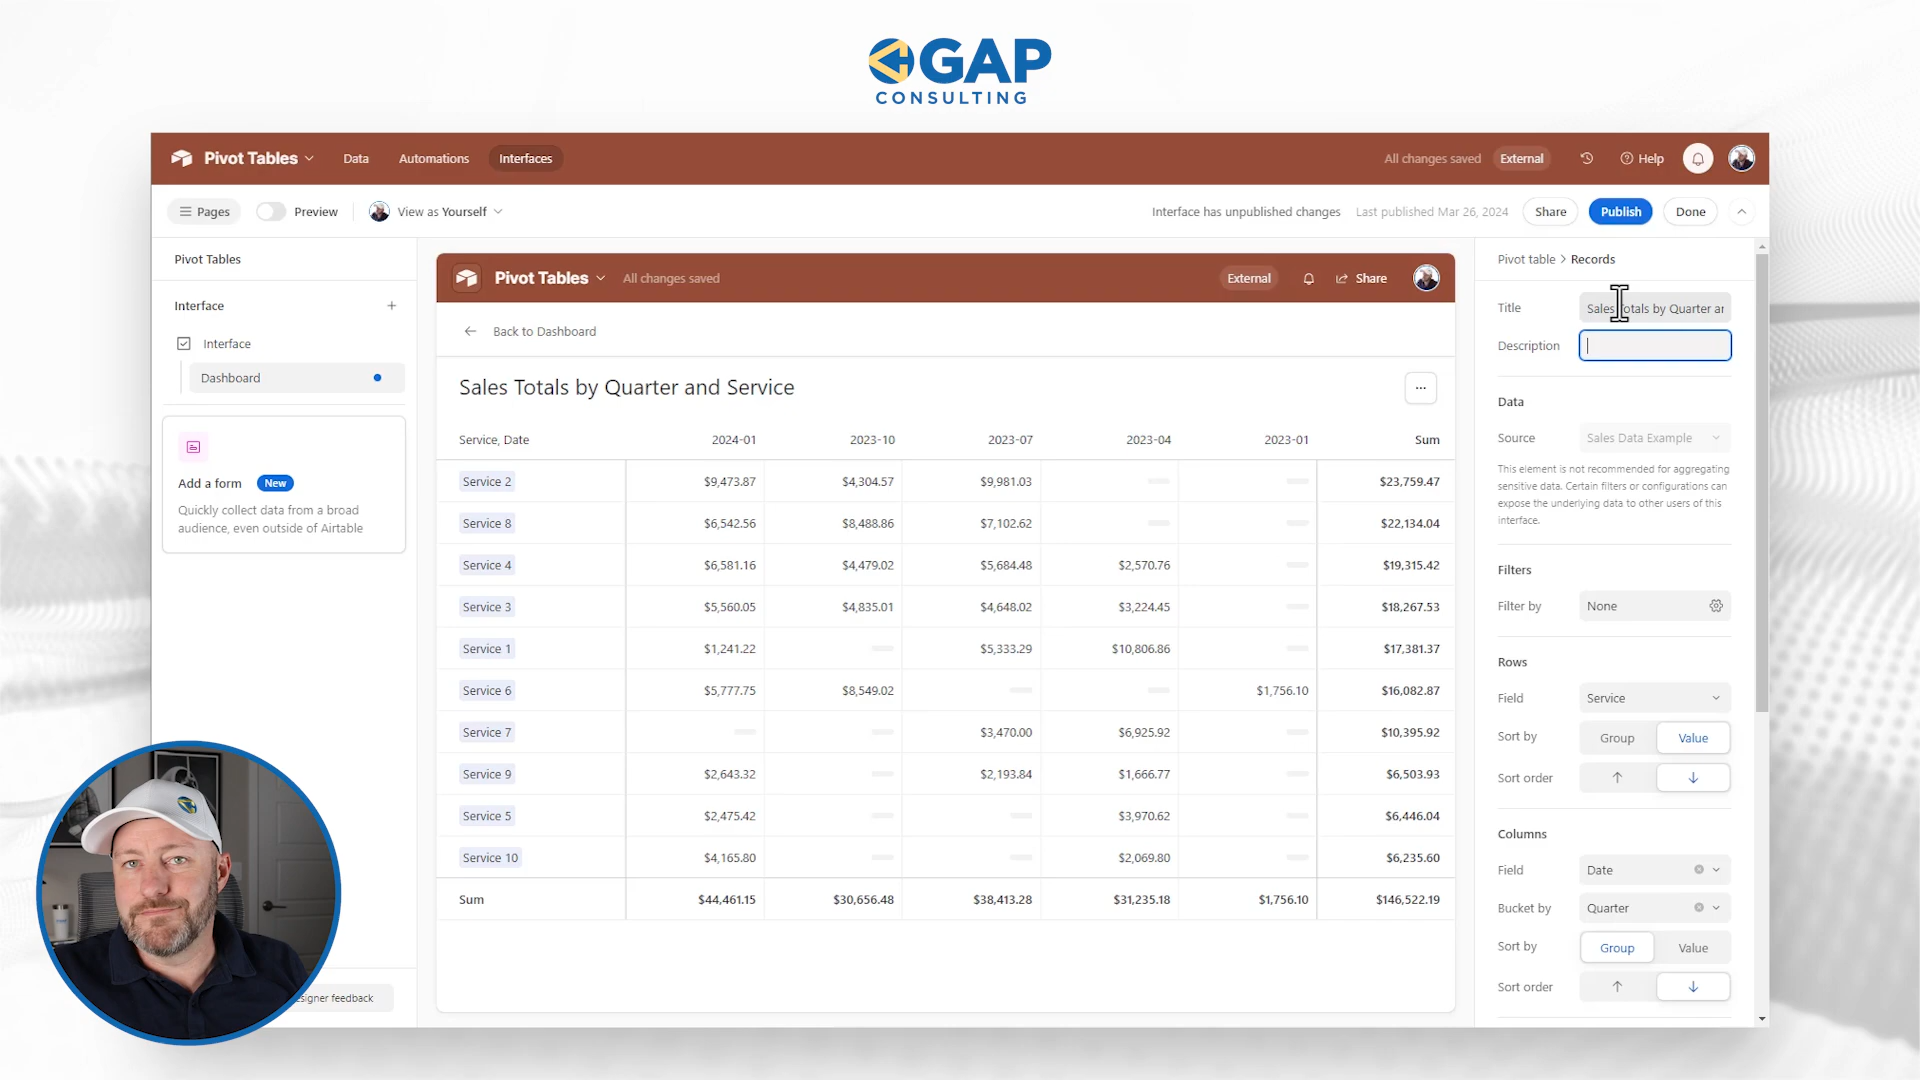 GAP
CONSULTING
Pivot Tables Data Automations Interfaces All changes saved External Help
Pages Preview View as Yourself Interface has unpublished changes Last published Mar 26, 2024 Share Publish Done
Pivot Tables
Interface
Interface
Dashboard
Add a form New
Quickly collect data from a broad
audience, even outside of Airtable
esigner feedback
Pivot Tables All changes saved External Share
Back to Dashboard
Sales Totals by Quarter and Service
Service, Date 2024-01 2023-10 2023-07 2023-04 2023-01 Sum
Service 2 $9,473.87 $4,304.57 $9,981.03 $23,759.47
Service 8 $6,542.56 $8,488.86 $7,102.62 $22,134.04
Service 4 $6,581.16 $4,479.02 $5,684.48 $2,570.76 $19,315.42
Service 3 $5,560.05 $4,835.01 $4,648.02 $3,224.45 $18,267.53
Service 1 $1,241.22 $5,333.29 $10,806.86 $17,381.37
Service 6 $5,777.75 $8,549.02 $1,756.10 $16,082.87
Service 7 $3,470.00 $6,925.92 $10,395.92
Service 9 $2,643.32 $2,193.84 $1,666.77 $6,503.93
Service 5 $2,475.42 $3,970.62 $6,446.04
Service 10 $4,165.80 $2,069.80 $6,235.60
Sum $44,461.15 $30,656.48 $38,413.28 $31,235.18 $1,756.10 $146,522.19
Pivot table > Records
Title Sales Totals by Quarter ar
Description
Data
Source Sales Data Example
This element is not recommended for aggregating
sensitive data. Certain filters or configurations can
expose the underlying data to other users of this
interface.
Filters
Filter by None
Rows
Field Service
Sort by Group Value
Sort order
Columns
Field Date
Bucket by Quarter
Sort by Group Value
Sort order